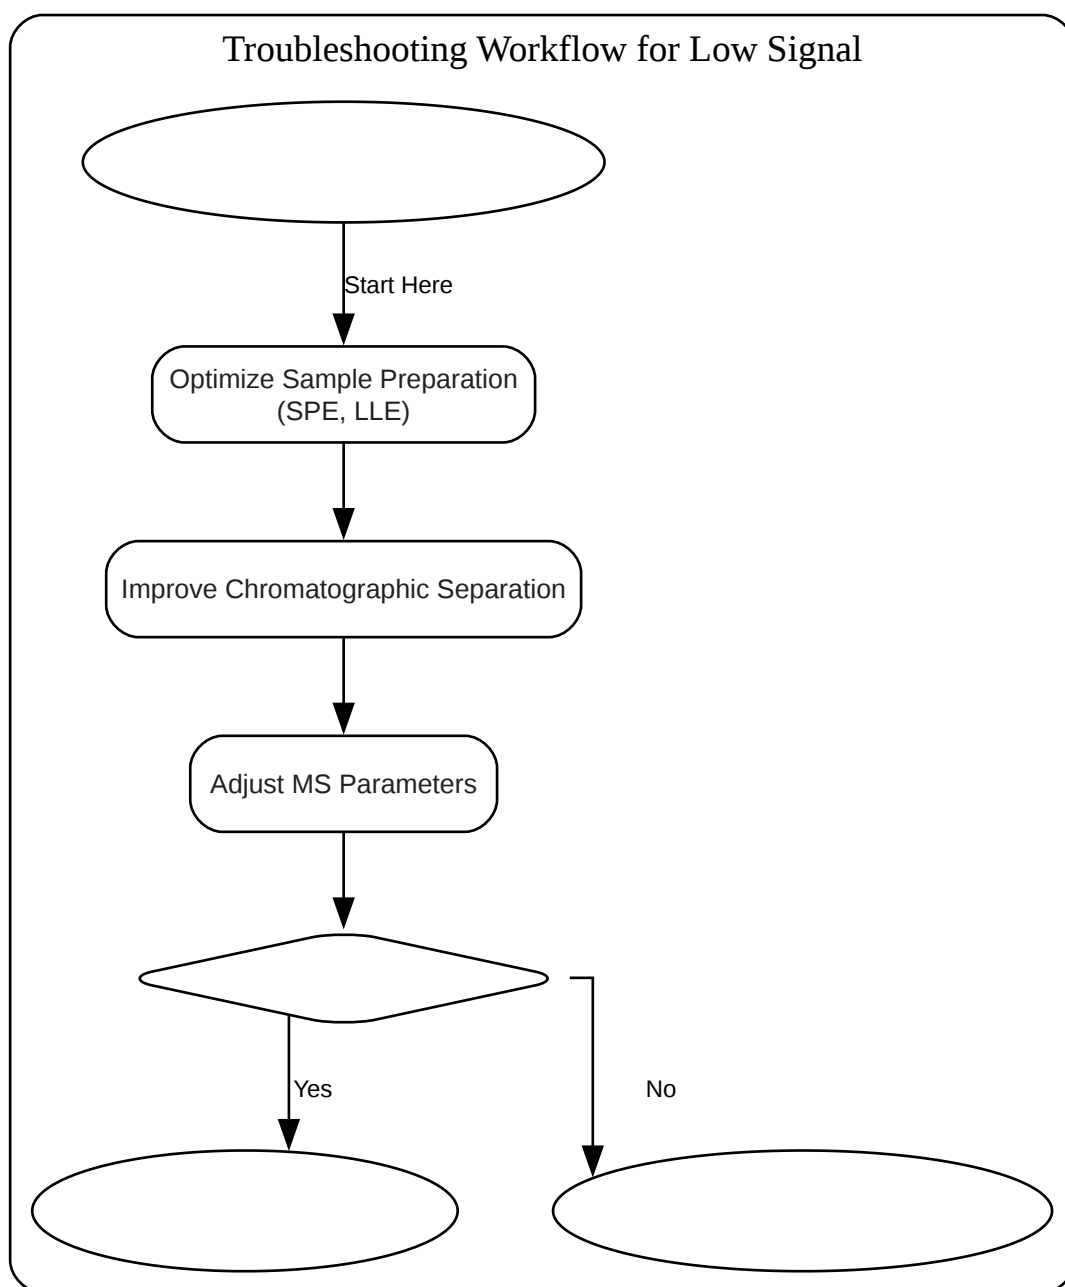 Troubleshooting Workflow for Low Signal
Start Here
Optimize Sample Preparation
(SPE, LLE)
Improve Chromatographic Separation
Adjust MS Parameters
Yes
No